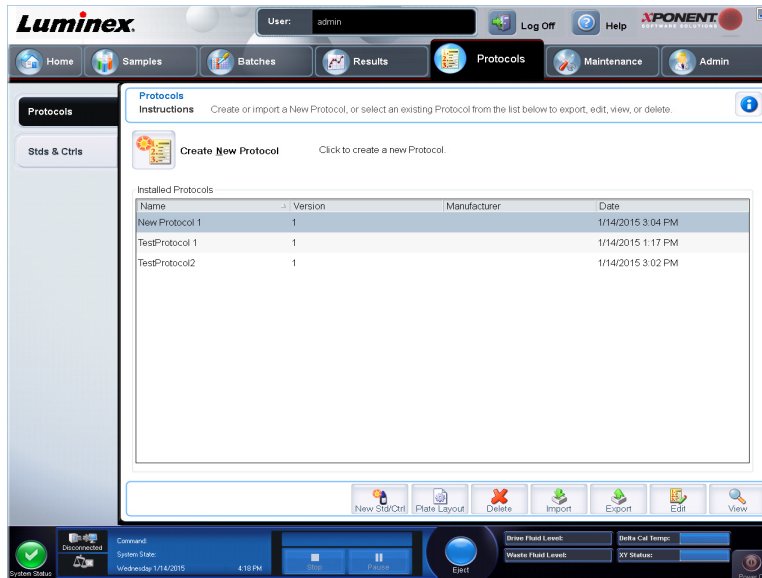 Luminex.
User: admin
Log Off
Help
XPONENT.
SOFTWARE SOLUTIONS
Home
Samples
Batches
Results
Protocols
Maintenance
Admin
Protocols
Stds & Ctrls
Protocols
Instructions Create or import a New Protocol, or select an existing Protocol from the list below to export, edit, view, or delete.
Create New Protocol Click to create a new Protocol.
Installed Protocols
Name Version Manufacturer Date
New Protocol 1 1 1/14/2015 3:04 PM
TestProtocol 1 1 1/14/2015 1:17 PM
TestProtocol2 1 1/14/2015 3:02 PM
New Std/Ctrl Plate Layout Delete Import Export Edit View
System Status
Disconnected
Command:
System State:
Wednesday 1/14/2015 4:18 PM
Stop
Pause
Eject
Drive Fluid Level:
Waste Fluid Level:
Delta Cal Temp:
XY Status: